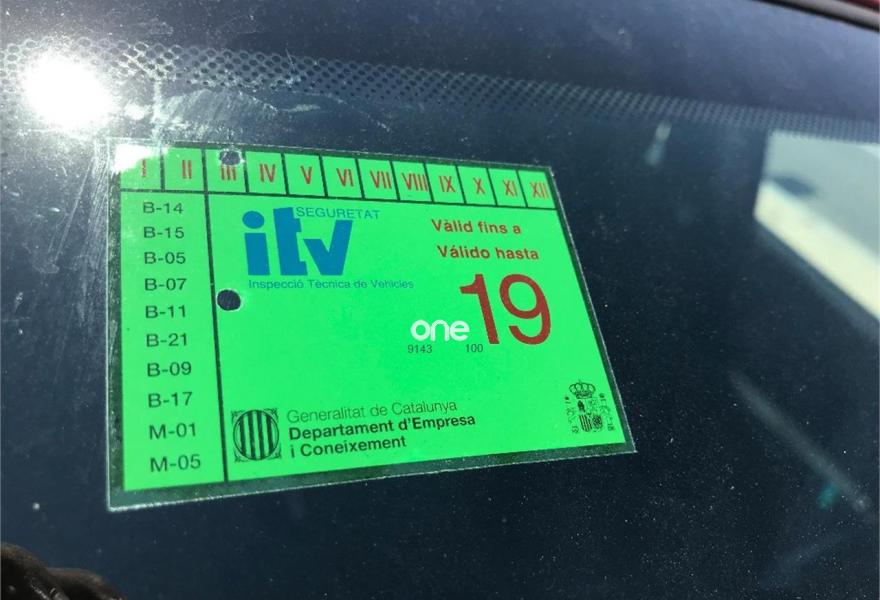 I II III IV V VI VII VIII IX X XI XII
B-14
B-15
B-05
B-07
B-11
B-21
B-09
B-17
M-01
M-05
SEGURETAT
itv
Inspecció Tècnica de Vehicles
Vàlid fins a
Válido hasta
19
one
9143 100
Generalitat de Catalunya
Departament d'Empresa
i Coneixement